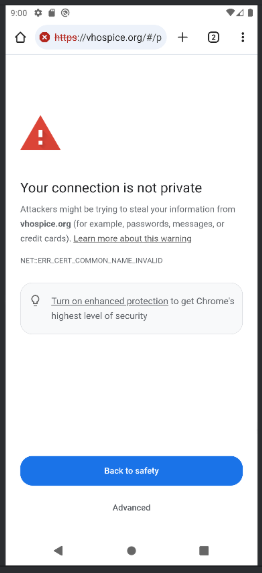 9:00
https://vhospice.org/#/p
2
Your connection is not private
Attackers might be trying to steal your information from
vhospice.org (for example, passwords, messages, or
credit cards). Learn more about this warning
NET::ERR_CERT_COMMON_NAME_INVALID
Turn on enhanced protection to get Chrome's
highest level of security
Back to safety
Advanced